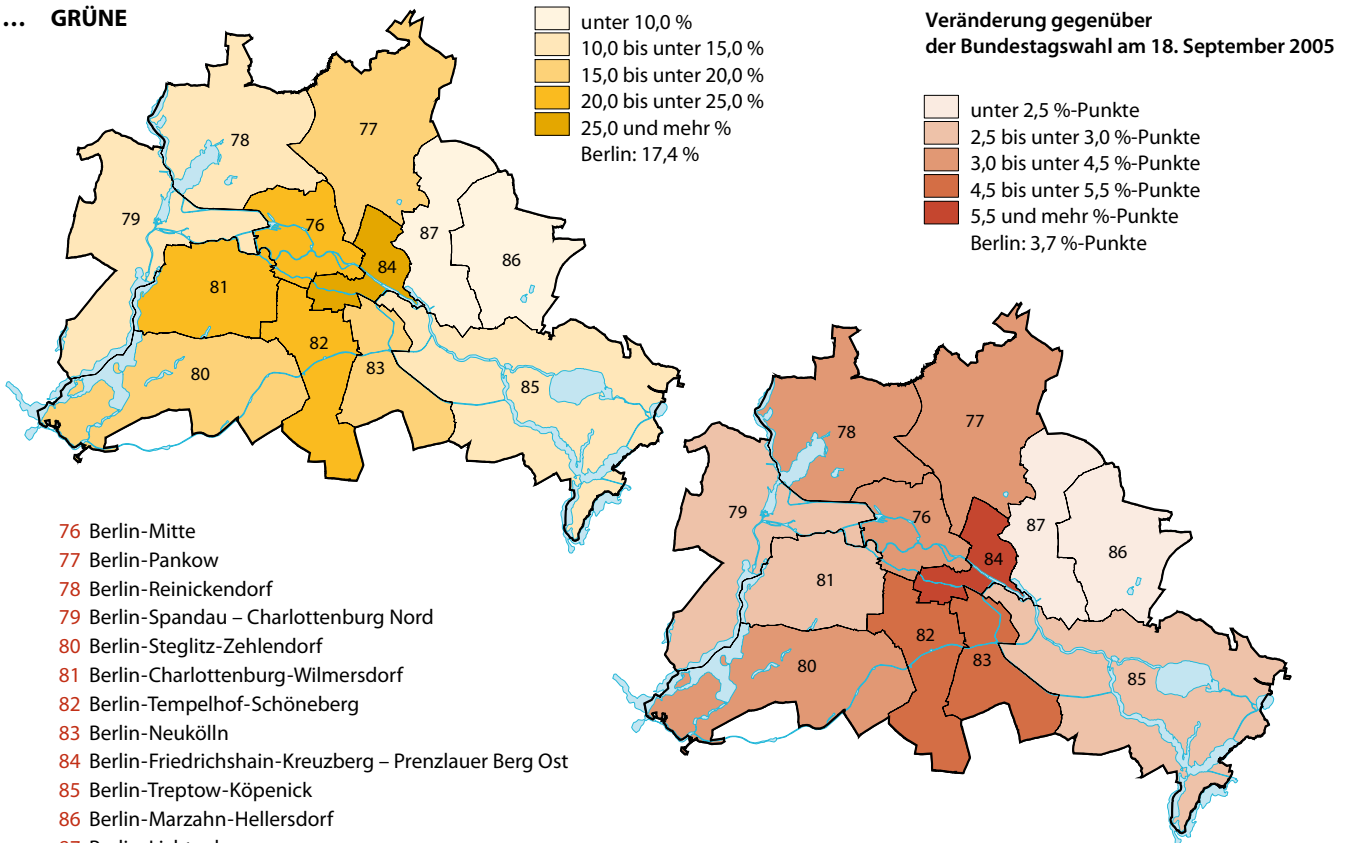 ... GRÜNE
unter 10,0 %
10,0 bis unter 15,0 %
15,0 bis unter 20,0 %
20,0 bis unter 25,0 %
25,0 und mehr %
Berlin: 17,4 %
Veränderung gegenüber
der Bundestagswahl am 18. September 2005
unter 2,5 %-Punkte
2,5 bis unter 3,0 %-Punkte
3,0 bis unter 4,5 %-Punkte
4,5 bis unter 5,5 %-Punkte
5,5 und mehr %-Punkte
Berlin: 3,7 %-Punkte
77
78
79
76
87
86
84
81
82
83
80
85
77
78
79
76
87
86
84
81
82
83
80
85
76 Berlin-Mitte
77 Berlin-Pankow
78 Berlin-Reinickendorf
79 Berlin-Spandau – Charlottenburg Nord
80 Berlin-Steglitz-Zehlendorf
81 Berlin-Charlottenburg-Wilmersdorf
82 Berlin-Tempelhof-Schöneberg
83 Berlin-Neukölln
84 Berlin-Friedrichshain-Kreuzberg – Prenzlauer Berg Ost
85 Berlin-Treptow-Köpenick
86 Berlin-Marzahn-Hellersdorf